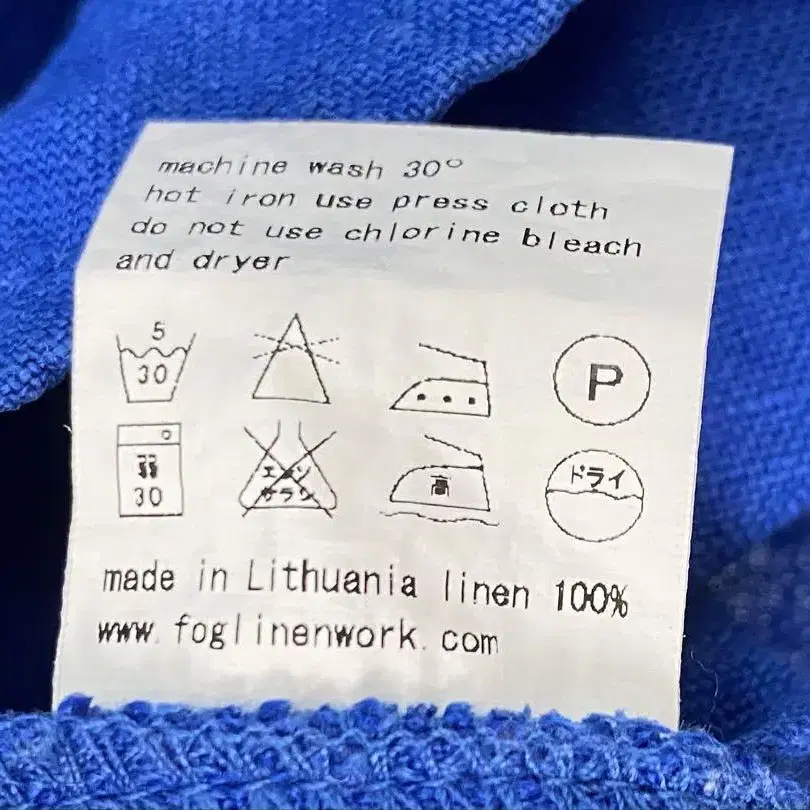 machine wash 30°
hot iron use press cloth
do not use chlorine bleach
and dryer
5
30
P
30
エンソ
サラシ
高
ドライ
made in Lithuania linen 100%
www.foglinenwork.com